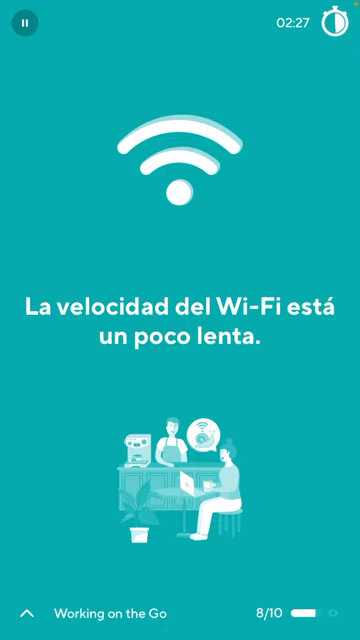 02:27
La velocidad del Wi-Fi está
un poco lenta.
Working on the Go
8/10